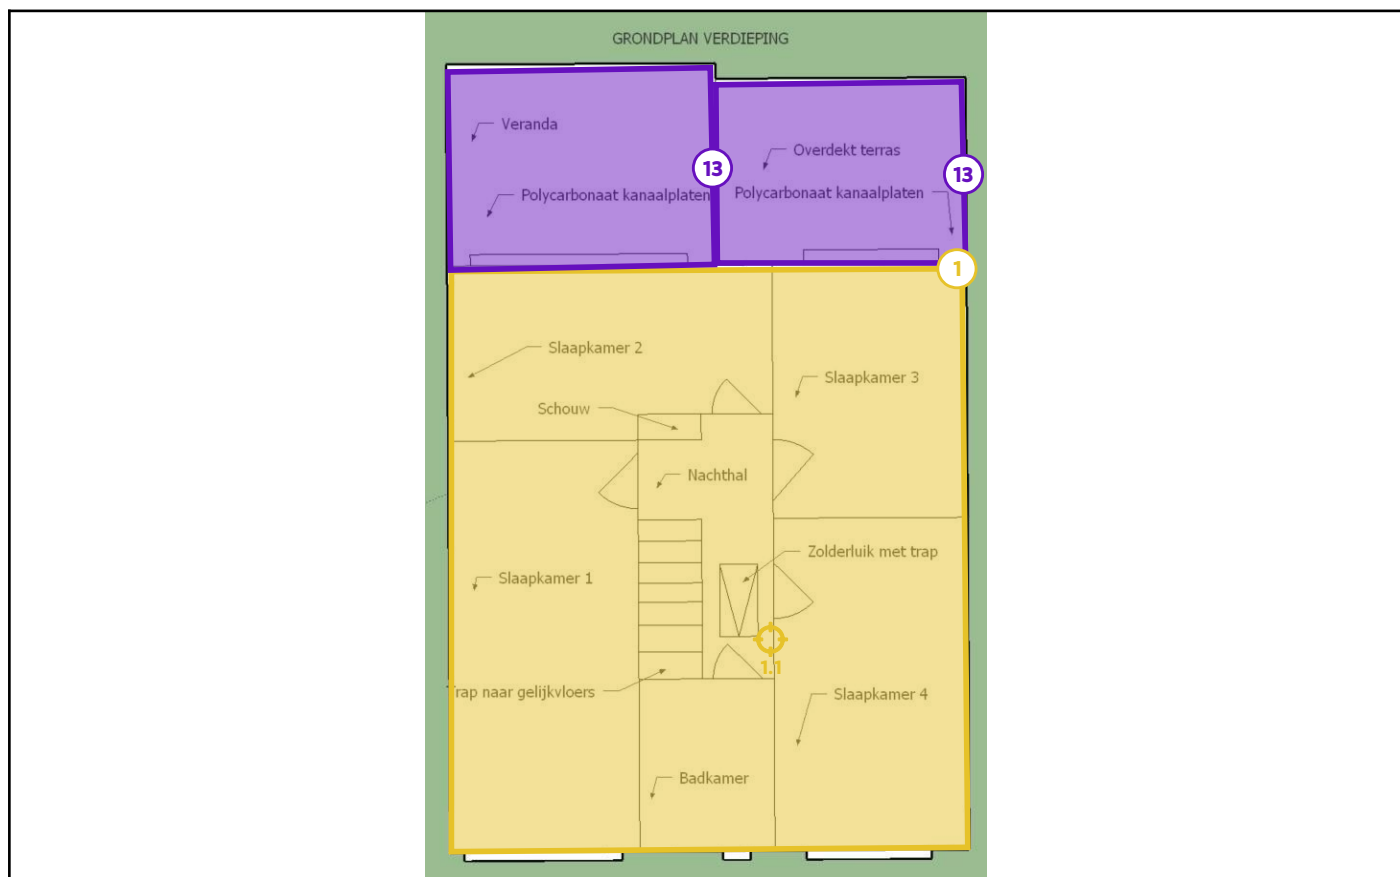 GRONDPLAN VERDIEPING
Veranda
Overdekt terras
13
13
Polycarbonaat kanaalplaten
Polycarbonaat kanaalplaten
1
Slaapkamer 2
Slaapkamer 3
Schouw
Nachthal
Zolderluik met trap
Slaapkamer 1
1.1
Trap naar gelijkvloers
Slaapkamer 4
Badkamer